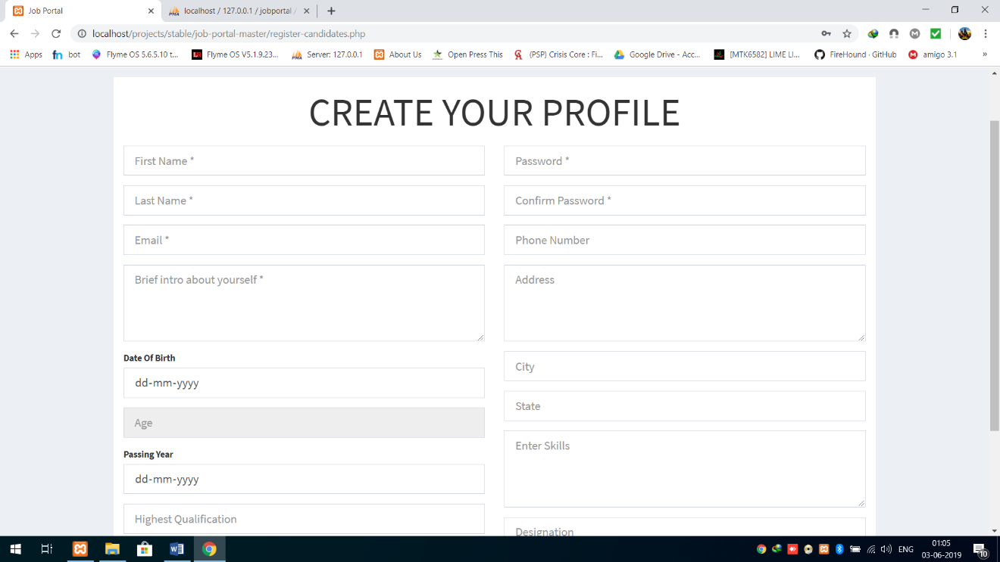 Job Portal
localhost / 127.0.0.1 / jobportal /
localhost/projects/stable/job-portal-master/register-candidates.php
Apps
bot
Flyme OS 5.6.5.10 t...
Flyme OS V5.1.9.23...
Server: 127.0.0.1
About Us
Open Press This
(PSP) Crisis Core : Fi...
Google Drive - Acc...
[MTK6582] LIME LI...
FireHound · GitHub
amigo 3.1
»
CREATE YOUR PROFILE
First Name *
Last Name *
Email *
Brief intro about yourself *
Date Of Birth
dd-mm-yyyy
Age
Passing Year
dd-mm-yyyy
Highest Qualification
Password *
Confirm Password *
Phone Number
Address
City
State
Enter Skills
Designation
ENG
01:05
03-06-2019
10